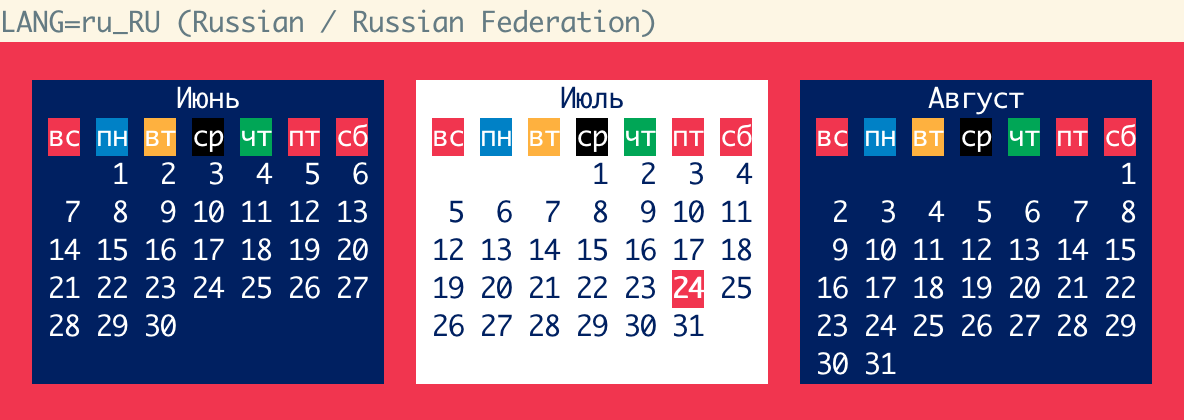 LANG=ru_RU (Russian / Russian Federation)
Июнь Июль Август
вс пн вт ср чт пт сб вс пн вт ср чт пт сб вс пн вт ср чт пт сб
1 2 3 4 5 6 1 2 3 4 1
7 8 9 10 11 12 13 5 6 7 8 9 10 11 2 3 4 5 6 7 8
14 15 16 17 18 19 20 12 13 14 15 16 17 18 9 10 11 12 13 14 15
21 22 23 24 25 26 27 19 20 21 22 23 24 25 16 17 18 19 20 21 22
28 29 30 26 27 28 29 30 31 23 24 25 26 27 28 29
30 31